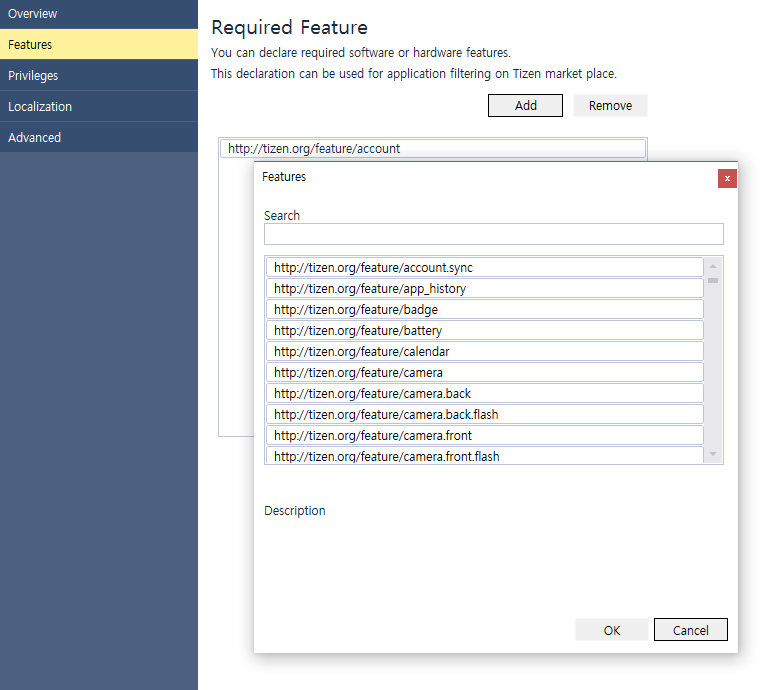 Overview
Features
Privileges
Localization
Advanced
Required Feature
You can declare required software or hardware features.
This declaration can be used for application filtering on Tizen market place.
Add
Remove
http://tizen.org/feature/account
Features
x
Search
http://tizen.org/feature/account.sync
http://tizen.org/feature/app_history
http://tizen.org/feature/badge
http://tizen.org/feature/battery
http://tizen.org/feature/calendar
http://tizen.org/feature/camera
http://tizen.org/feature/camera.back
http://tizen.org/feature/camera.back.flash
http://tizen.org/feature/camera.front
http://tizen.org/feature/camera.front.flash
Description
OK
Cancel